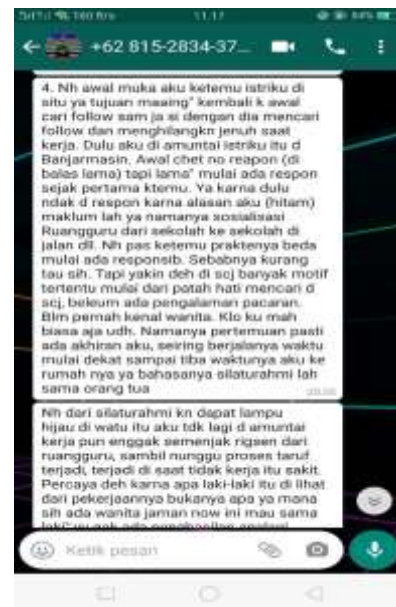 11.17
+62 815-2834-37...
4. Nh awal muka aku ketemu istriku di
situ ya tujuan masing" kembali k awal
cari follow sam ja si dengan dia mencari
follow dan menghilangkn jenuh saat
kerja. Dulu aku di amuntai istriku itu d
Banjarmasin. Awal chet no reapon (di
balas lama) tapi lama" mulai ada respon
sejak pertama ktemu. Ya karna dulu
ndak d respon karna alasan aku (hitam)
maklum lah ya namanya sosialisasi
Ruangguru dari sekolah ke sekolah di
jalan dll. Nh pas ketemu praktenya beda
mulai ada responsib. Sebabnya kurang
tau sih. Tapi yakin deh di scj banyak motif
tertentu mulai dari patah hati mencari d
scj, beleum ada pengalaman pacaran.
Blm pernah kenal wanita. Klo ku mah
biasa aja udh. Namanya pertemuan pasti
ada akhiran aku, seiring berjalanya waktu
mulai dekat sampai tiba waktunya aku ke
rumah nya ya bahasanya silaturahmi lah
sama orang tua
Nh dari silaturahmi kn dapat lampu
hijau di watu itu aku tdk lagi d amuntai
kerja pun enggak semenjak rigsen dari
ruangguru, sambil nunggu proses taruf
terjadi, terjadi di saat tidak kerja itu sakit.
Percaya deh karna apa laki-laki itu di lihat
dari pekerjaannya bukanya apa ya mana
sih ada wanita jaman now ini mau sama
Ketik pesan